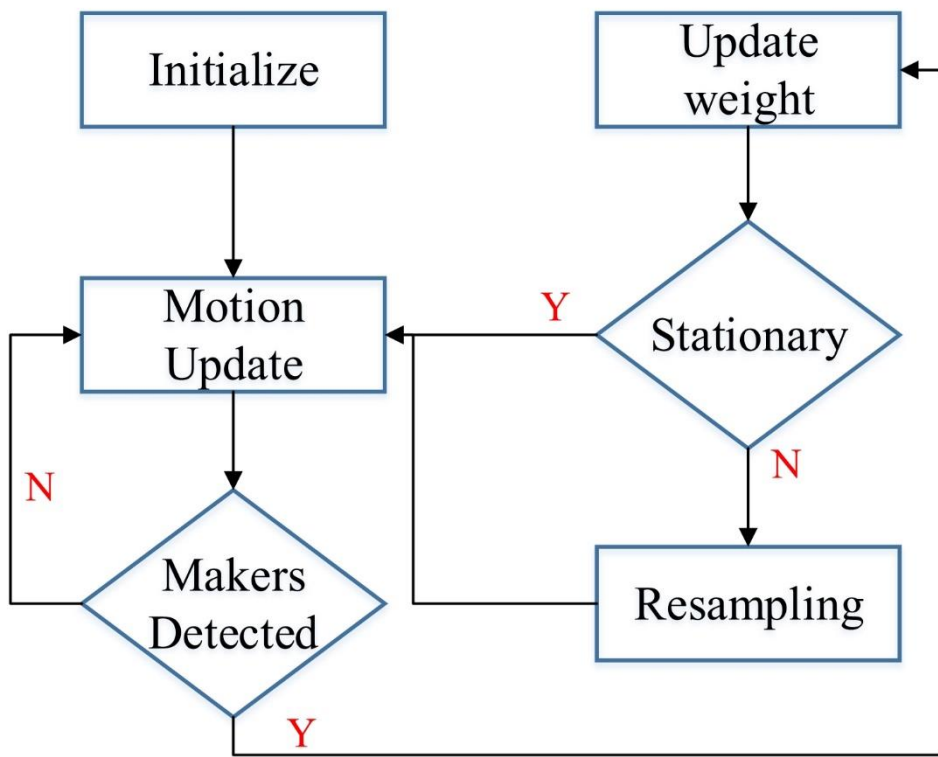 Initialize
Motion
Update
N
Makers
Detected
Y
Update
weight
Stationary
Y
N
Resampling